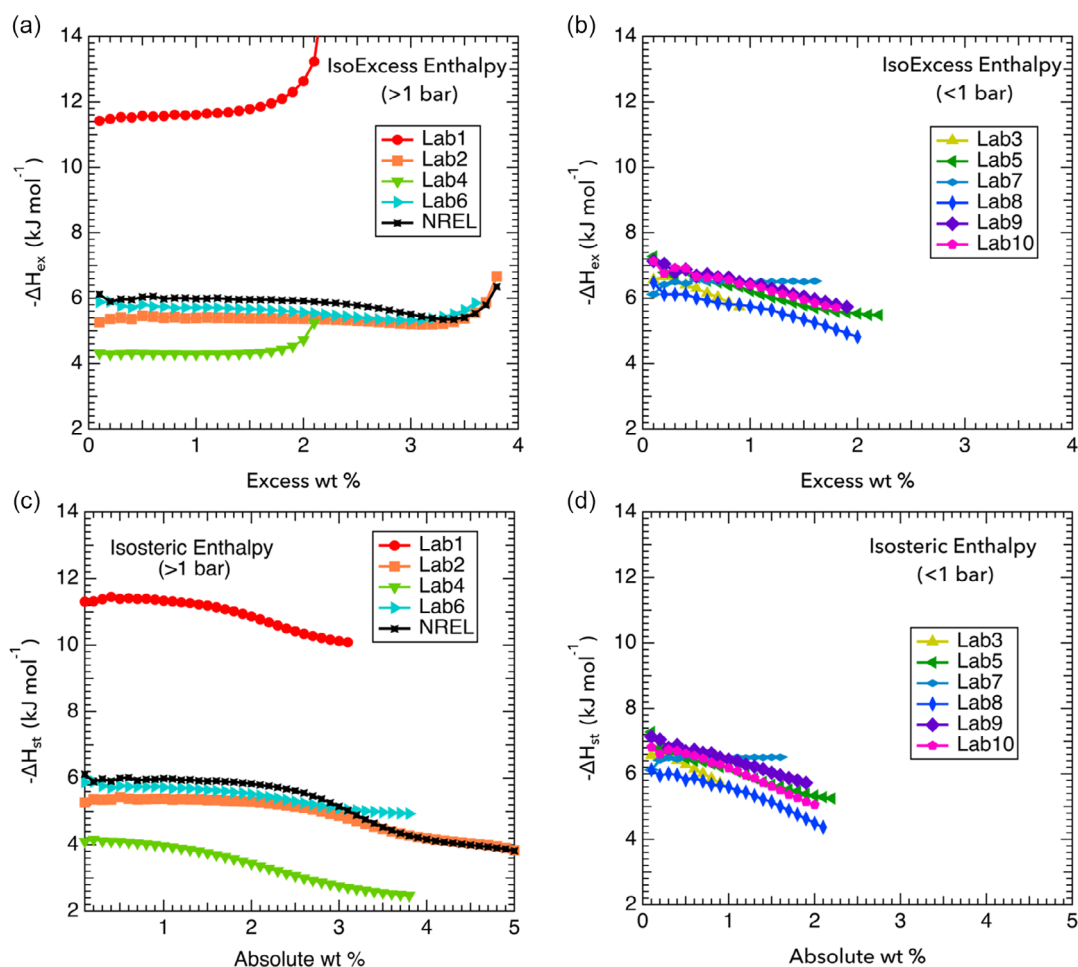 (a)
14
12
10
8
6
4
2
-ΔHex (kJ mol-1)
IsoExcess Enthalpy
(>1 bar)
Lab1
Lab2
Lab4
Lab6
NREL
0 1 2 3 4
Excess wt %
(b)
14
12
10
8
6
4
2
-ΔHex (kJ mol-1)
IsoExcess Enthalpy
(<1 bar)
Lab3
Lab5
Lab7
Lab8
Lab9
Lab10
0 1 2 3 4
Excess wt %
(c)
14
12
10
8
6
4
2
-ΔHst (kJ mol-1)
Isosteric Enthalpy
(>1 bar)
Lab1
Lab2
Lab4
Lab6
NREL
1 2 3 4 5
Absolute wt %
(d)
14
12
10
8
6
4
2
-ΔHst (kJ mol-1)
Isosteric Enthalpy
(<1 bar)
Lab3
Lab5
Lab7
Lab8
Lab9
Lab10
0 1 2 3 4 5
Absolute wt %